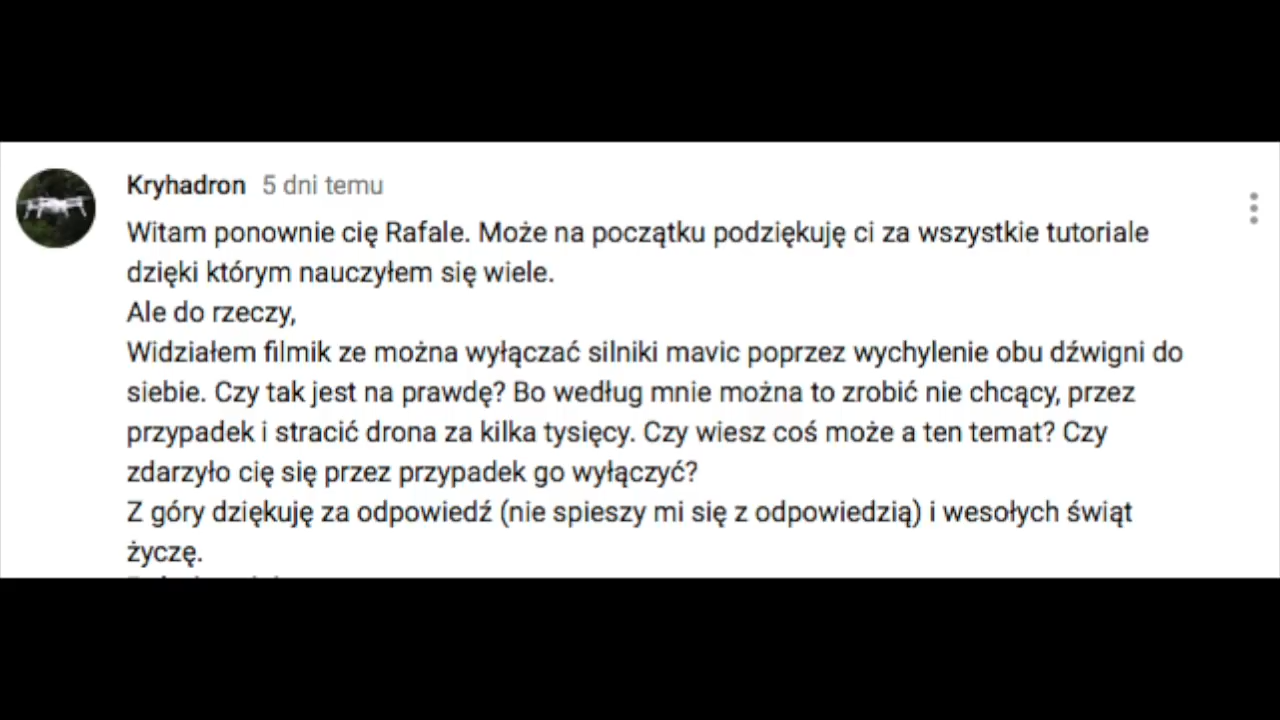 Kryhadron 5 dni temu
Witam ponownie cię Rafale. Może na początku podziękuję ci za wszystkie tutoriale
dzięki którym nauczyłem się wiele.
Ale do rzeczy,
Widziałem filmik ze można wyłączać silniki mavic poprzez wychylenie obu dźwigni do
siebie. Czy tak jest na prawdę? Bo według mnie można to zrobić nie chcący, przez
przypadek i stracić drona za kilka tysięcy. Czy wiesz coś może a ten temat? Czy
zdarzyło cię się przez przypadek go wyłączyć?
Z góry dziękuję za odpowiedź (nie spieszy mi się z odpowiedzią) i wesołych świąt
życzę.